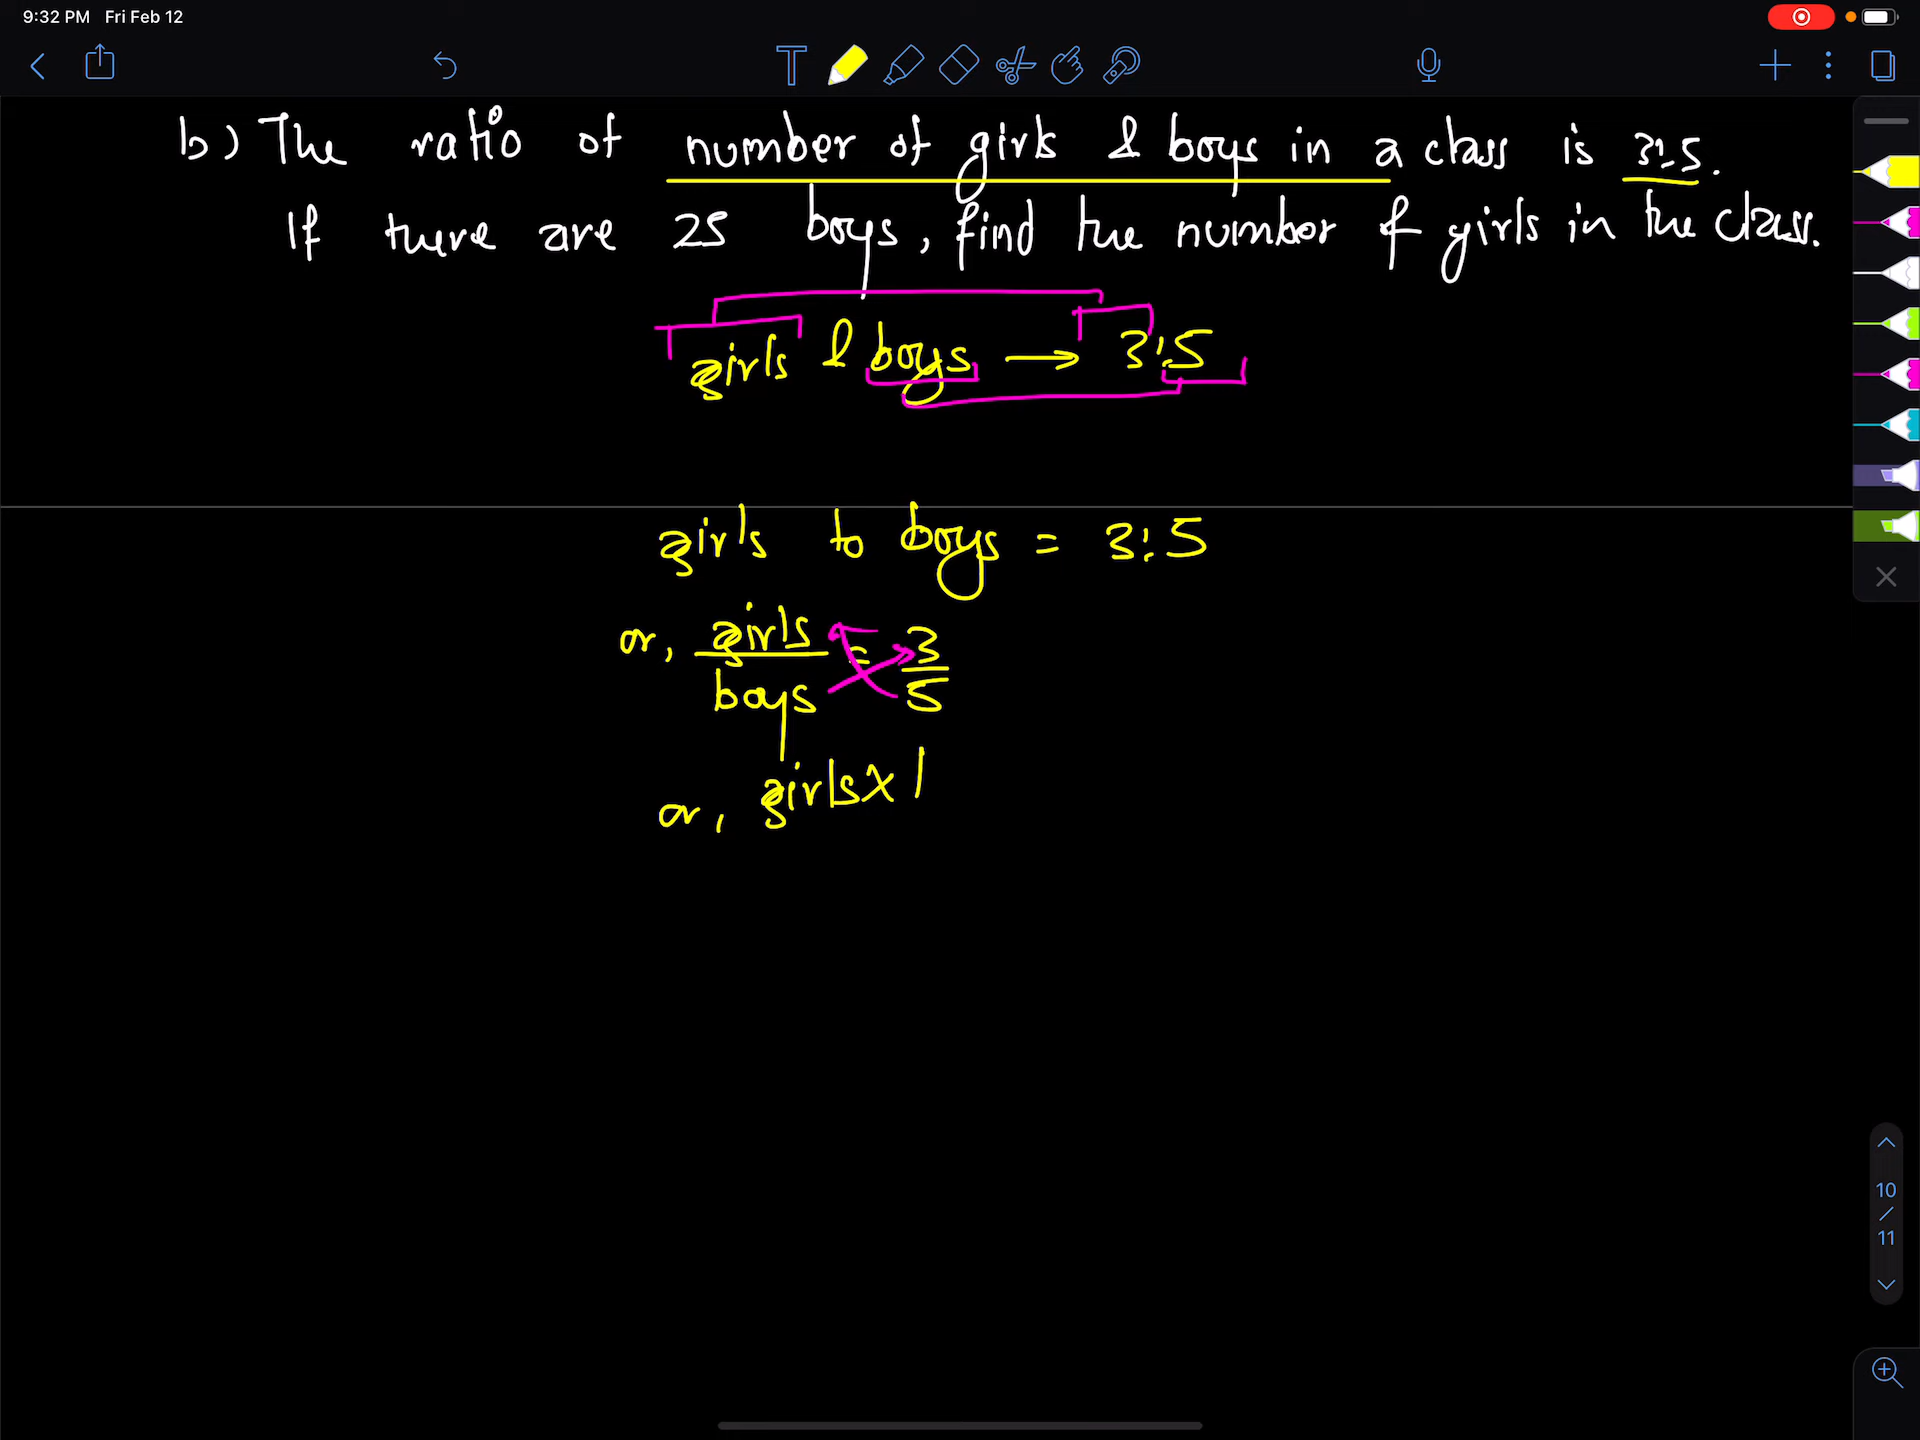 9:32 PM Fri Feb 12
b) The ratio of number of girls & boys in a class is 3:5.
If there are 25 boys, find the number of girls in the class.
girls & boys → 3:5
girls to boys = 3:5
or, girls/boys = 3/5
or, girls x
10
/
11